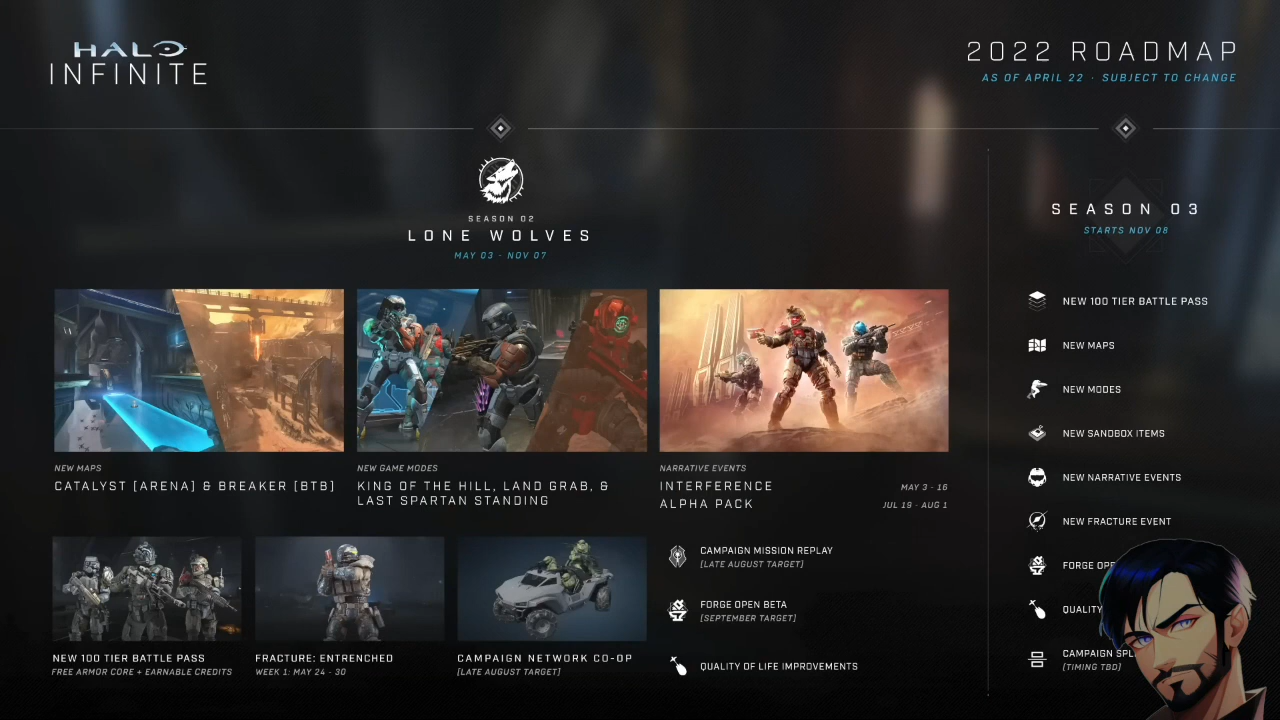 HALO
INFINITE
2022 ROADMAP
AS OF APRIL 22 · SUBJECT TO CHANGE
SEASON 02
LONE WOLVES
MAY 03 - NOV 07
NEW MAPS
CATALYST [ARENA] & BREAKER [BTB]
NEW GAME MODES
KING OF THE HILL, LAND GRAB, &
LAST SPARTAN STANDING
NARRATIVE EVENTS
INTERFERENCE MAY 3 - 16
ALPHA PACK JUL 19 - AUG 1
NEW 100 TIER BATTLE PASS
FREE ARMOR CORE + EARNABLE CREDITS
FRACTURE: ENTRENCHED
WEEK 1: MAY 24 - 30
CAMPAIGN NETWORK CO-OP
[LATE AUGUST TARGET]
CAMPAIGN MISSION REPLAY
[LATE AUGUST TARGET]
FORGE OPEN BETA
[SEPTEMBER TARGET]
QUALITY OF LIFE IMPROVEMENTS
SEASON 03
STARTS NOV 08
NEW 100 TIER BATTLE PASS
NEW MAPS
NEW MODES
NEW SANDBOX ITEMS
NEW NARRATIVE EVENTS
NEW FRACTURE EVENT
FORGE
QUALITY
CAMPAIGN
[TIMING TBD]